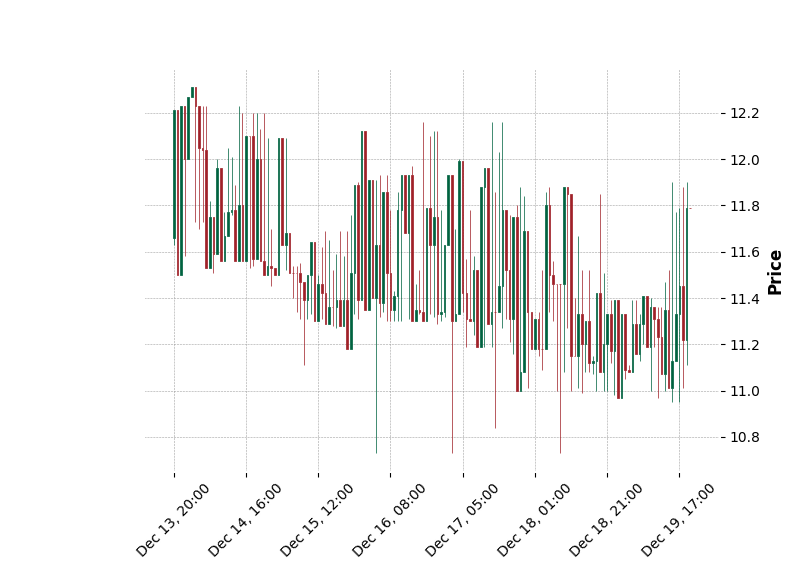 12.2
12.0
11.8
11.6
11.4
11.2
11.0
10.8
Price
Dec 13, 20:00
Dec 14, 16:00
Dec 15, 12:00
Dec 16, 08:00
Dec 17, 05:00
Dec 18, 01:00
Dec 18, 21:00
Dec 19, 17:00